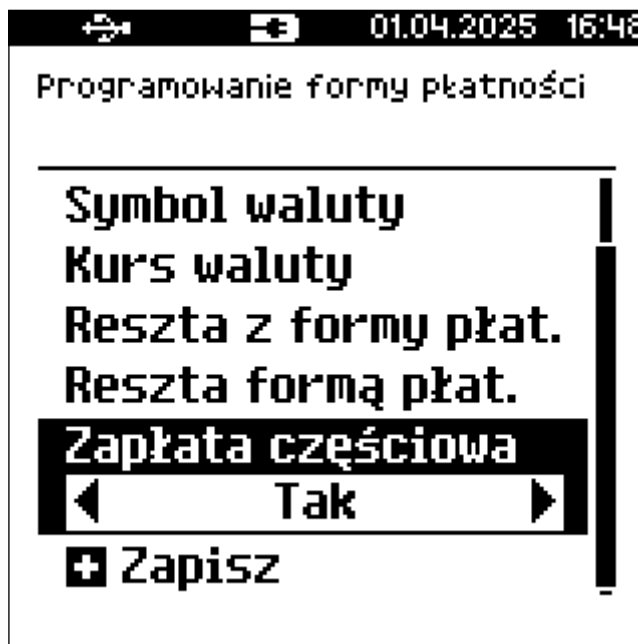 01.04.2025 16:48
Programowanie formy płatności
Symbol waluty
Kurs waluty
Reszta z formy płat.
Reszta formą płat.
Zapłata częściowa
Tak
Zapisz